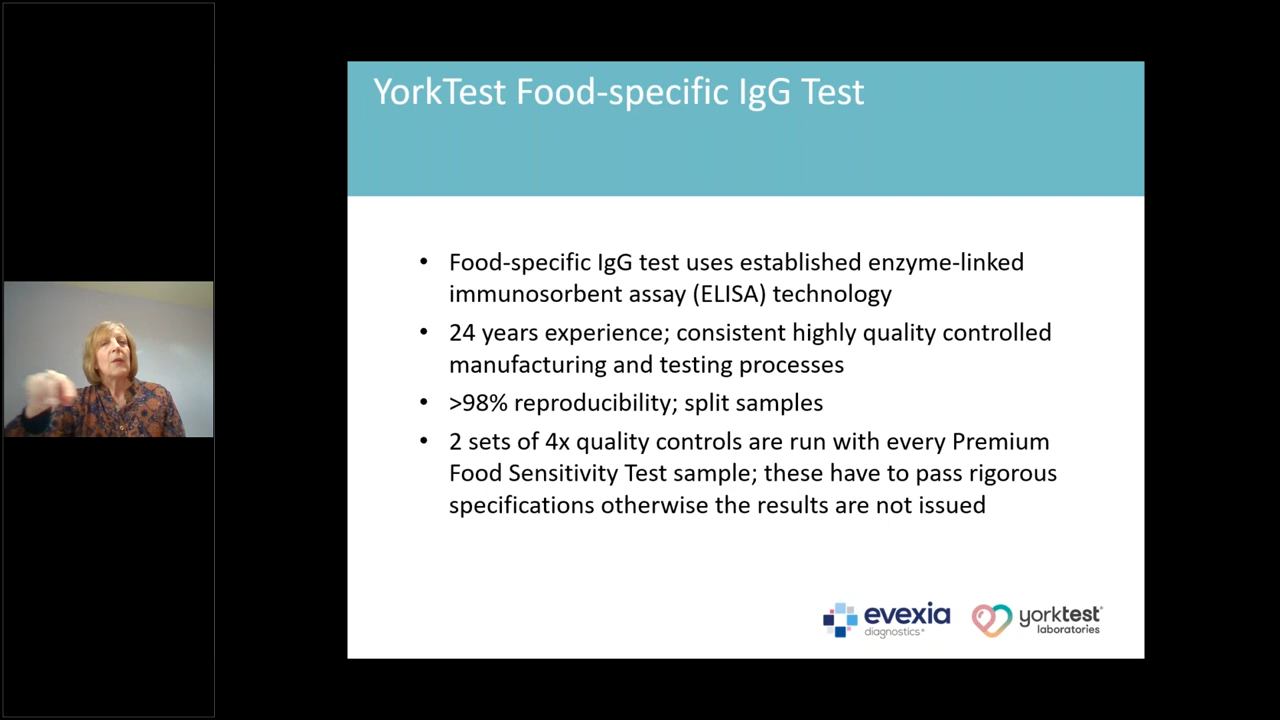 YorkTest Food-specific IgG Test
• Food-specific IgG test uses established enzyme-linked
immunosorbent assay (ELISA) technology
• 24 years experience; consistent highly quality controlled
manufacturing and testing processes
• >98% reproducibility; split samples
• 2 sets of 4x quality controls are run with every Premium
Food Sensitivity Test sample; these have to pass rigorous
specifications otherwise the results are not issued
evexia
diagnostics
yorktest
laboratories